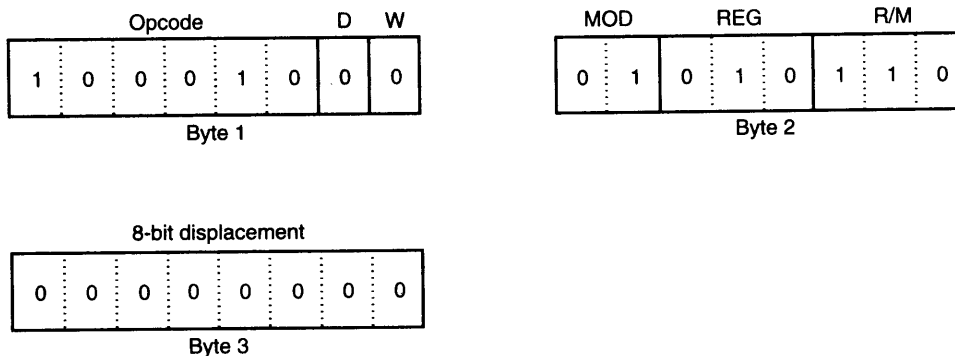 Opcode D W
1 0 0 0 1 0 0 0
Byte 1
MOD REG R/M
0 1 0 1 0 1 1 0
Byte 2
8-bit displacement
0 0 0 0 0 0 0 0
Byte 3